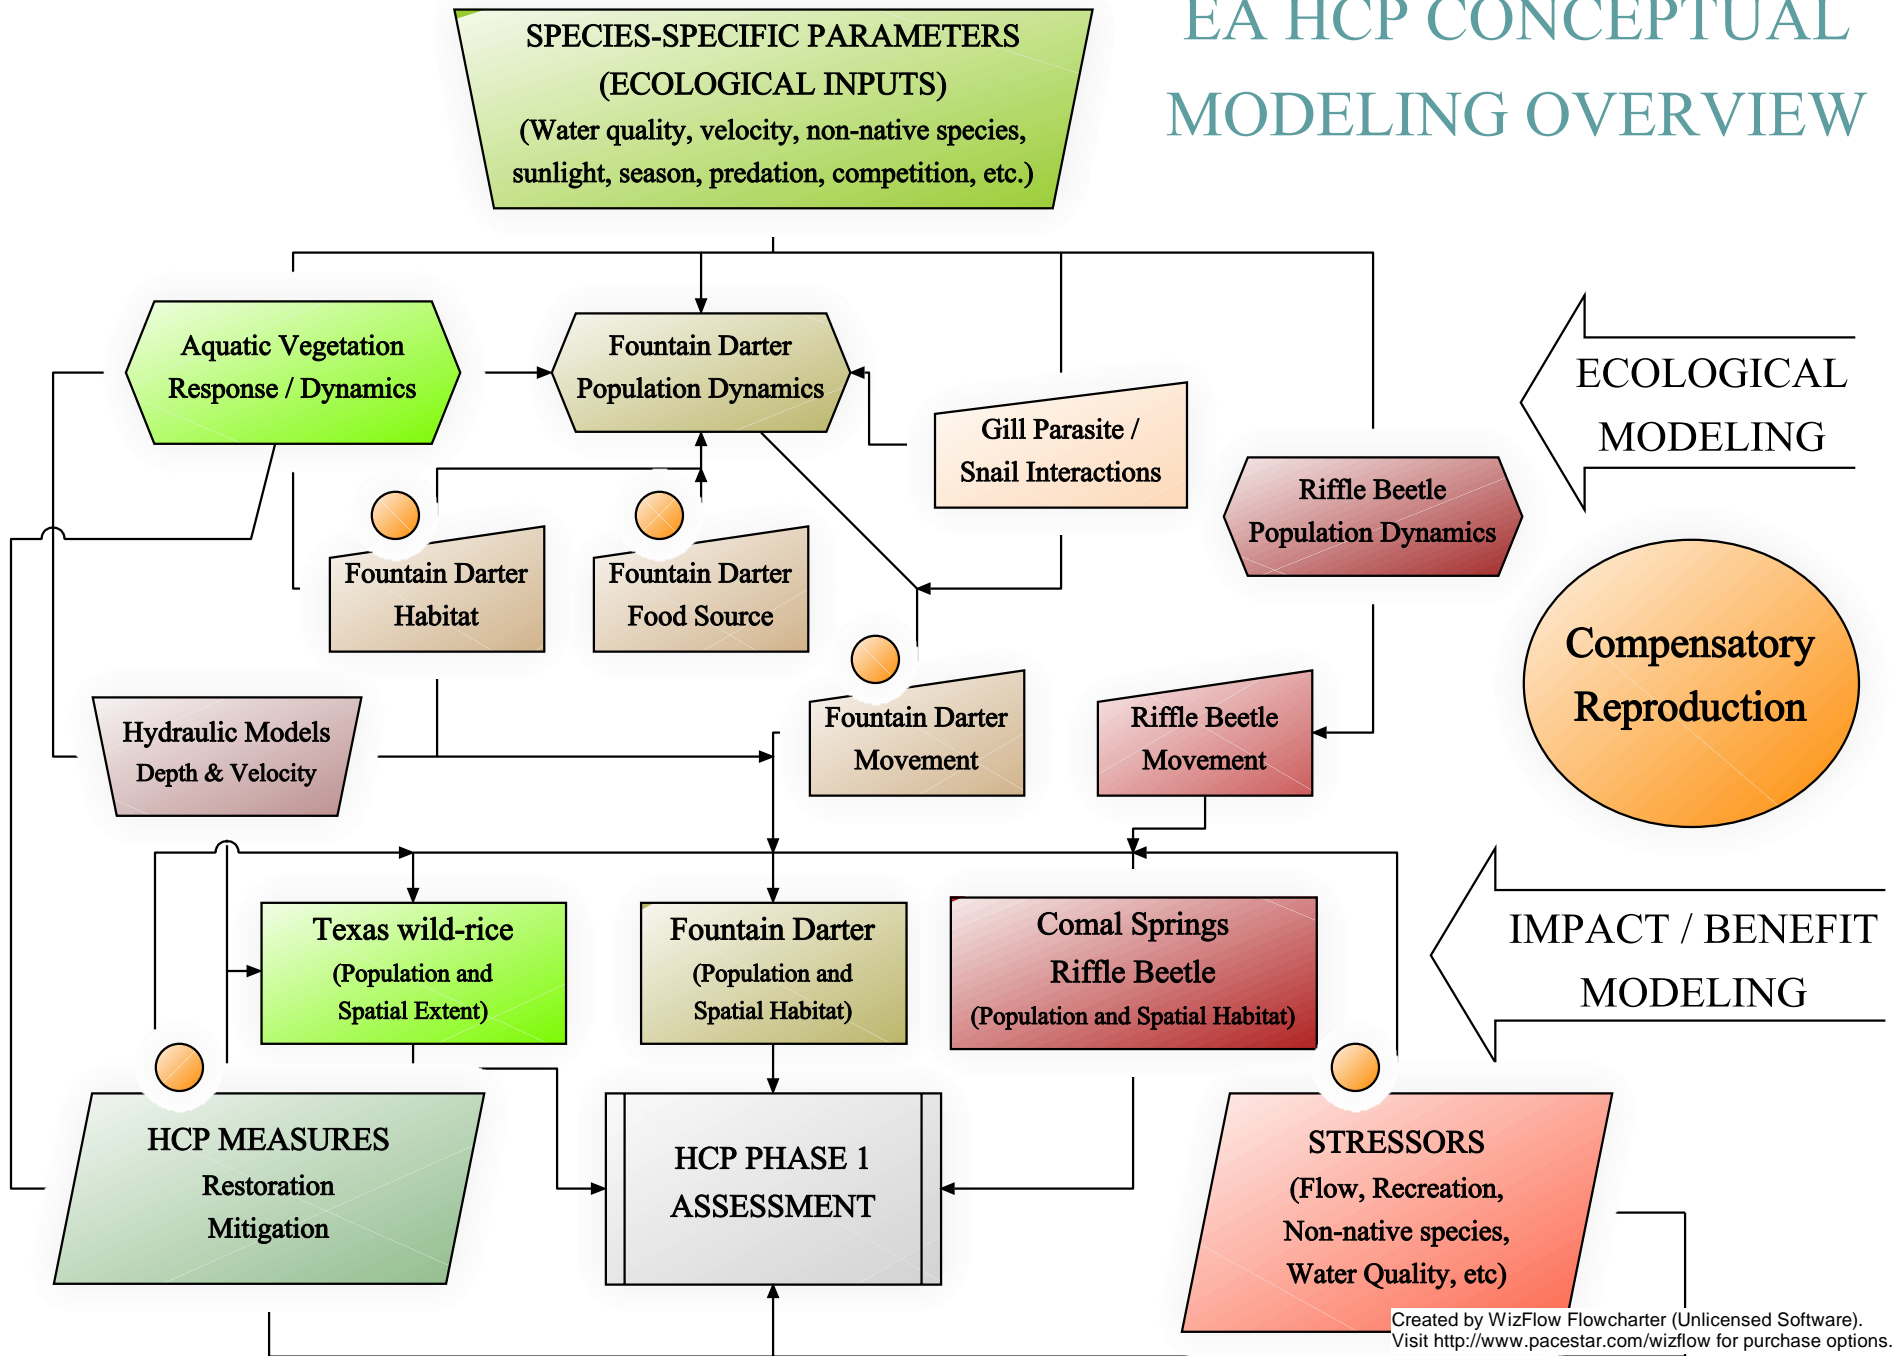 EA HCP CONCEPTUAL
MODELING OVERVIEW
SPECIES-SPECIFIC PARAMETERS
(ECOLOGICAL INPUTS)
(Water quality, velocity, non-native species,
sunlight, season, predation, competition, etc.)
Aquatic Vegetation
Response / Dynamics
Fountain Darter
Population Dynamics
Gill Parasite /
Snail Interactions
Riffle Beetle
Population Dynamics
ECOLOGICAL
MODELING
Fountain Darter
Habitat
Fountain Darter
Food Source
Compensatory
Reproduction
Hydraulic Models
Depth & Velocity
Fountain Darter
Movement
Riffle Beetle
Movement
Texas wild-rice
(Population and
Spatial Extent)
Fountain Darter
(Population and
Spatial Habitat)
Comal Springs
Riffle Beetle
(Population and Spatial Habitat)
IMPACT / BENEFIT
MODELING
HCP MEASURES
Restoration
Mitigation
HCP PHASE 1
ASSESSMENT
STRESSORS
(Flow, Recreation,
Non-native species,
Water Quality, etc)
Created by WizFlow Flowcharter (Unlicensed Software).
Visit http://www.pacestar.com/wizflow for purchase options.